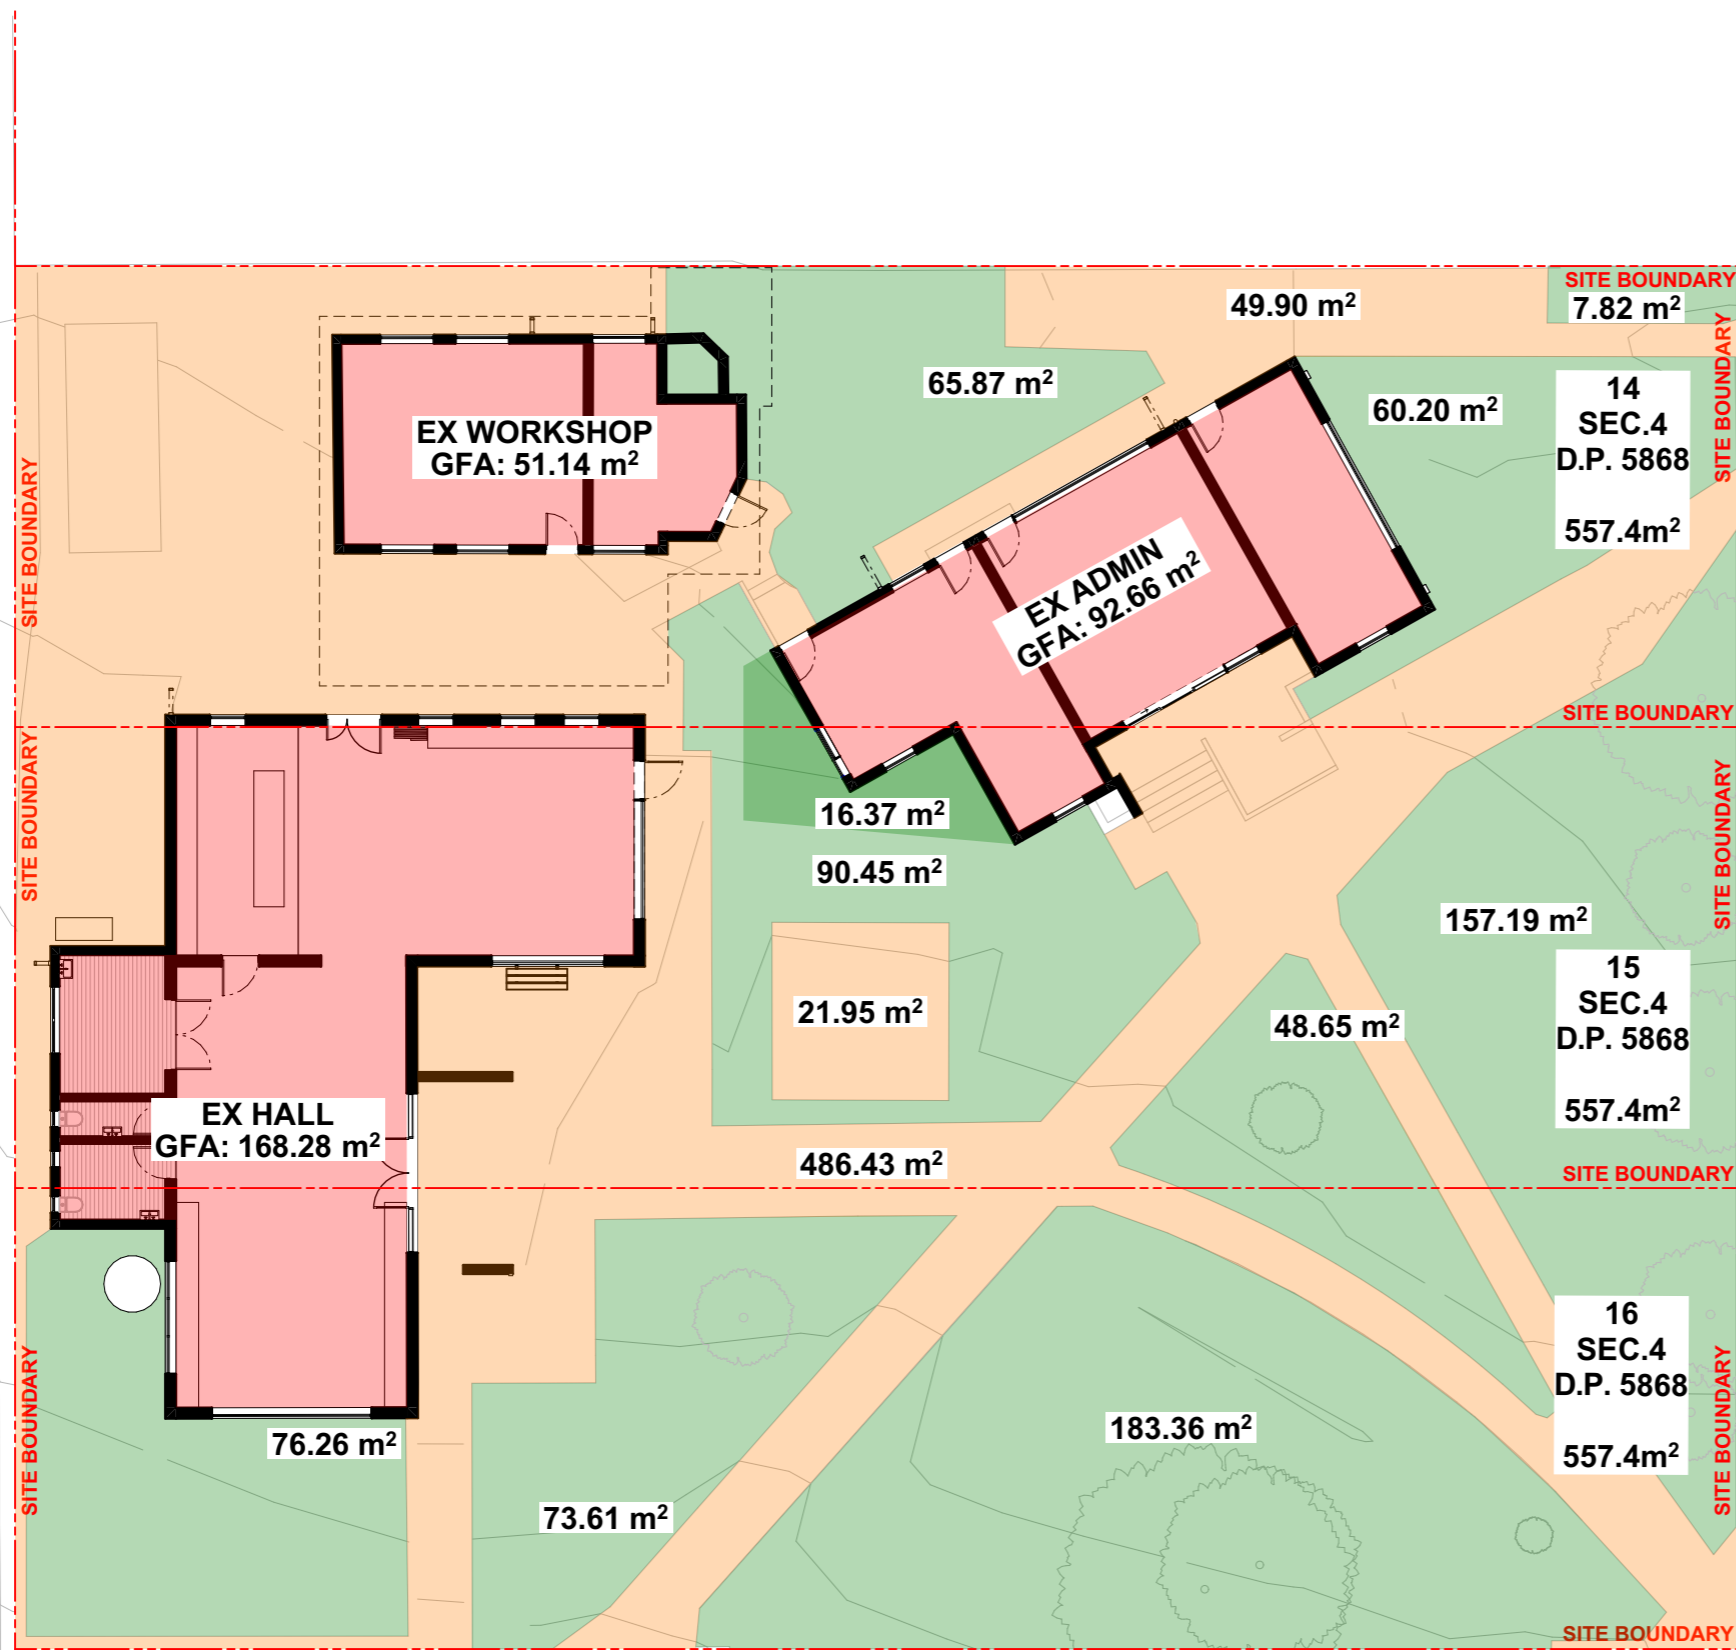 SITE BOUNDARY
49.90 m²
7.82 m²
65.87 m²
60.20 m²
14
SEC.4
D.P. 5868
557.4m²
SITE BOUNDARY
EX WORKSHOP
GFA: 51.14 m²
SITE BOUNDARY
EX ADMIN
GFA: 92.66 m²
SITE BOUNDARY
SITE BOUNDARY
SITE BOUNDARY
16.37 m²
90.45 m²
157.19 m²
15
SEC.4
D.P. 5868
557.4m²
21.95 m²
48.65 m²
EX HALL
GFA: 168.28 m²
486.43 m²
SITE BOUNDARY
16
SEC.4
D.P. 5868
557.4m²
SITE BOUNDARY
SITE BOUNDARY
76.26 m²
183.36 m²
73.61 m²
SITE BOUNDARY